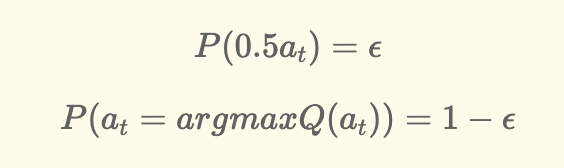 P(0.5a_t) = ϵ
P(a_t = argmaxQ(a_t)) = 1 − ϵ